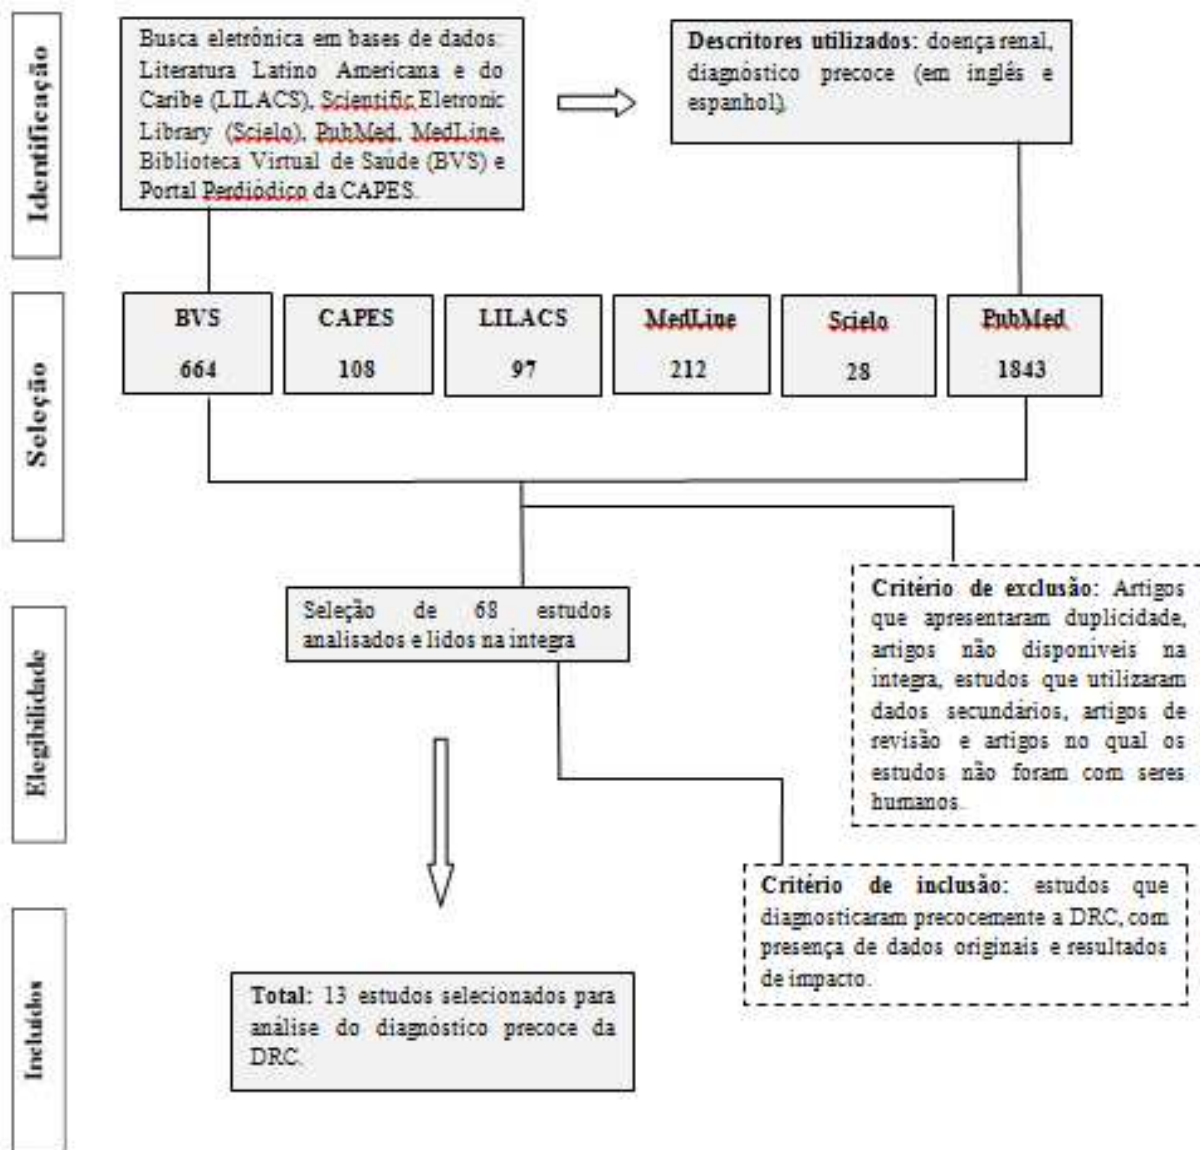 Identificação
Busca eletrônica em bases de dados:
Literatura Latino Americana e do
Caribe (LILACS), Scientific Eletronic
Library (Scielo), PubMed, MedLine,
Biblioteca Virtual de Saúde (BVS) e
Portal Perdiódico da CAPES.
Descritores utilizados: doença renal,
diagnóstico precoce (em inglês e
espanhol).
Seleção
BVS
664
CAPES
108
LILACS
97
MedLine
212
Scielo
28
PubMed
1843
Elegibilidade
Seleção de 68 estudos
analisados e lidos na integra
Critério de exclusão: Artigos
que apresentaram duplicidade,
artigos não disponíveis na
integra, estudos que utilizaram
dados secundários, artigos de
revisão e artigos no qual os
estudos não foram com seres
humanos.
Critério de inclusão: estudos que
diagnosticaram precocemente a DRC, com
presença de dados originais e resultados
de impacto.
Incluídos
Total: 13 estudos selecionados para
análise do diagnóstico precoce da
DRC.